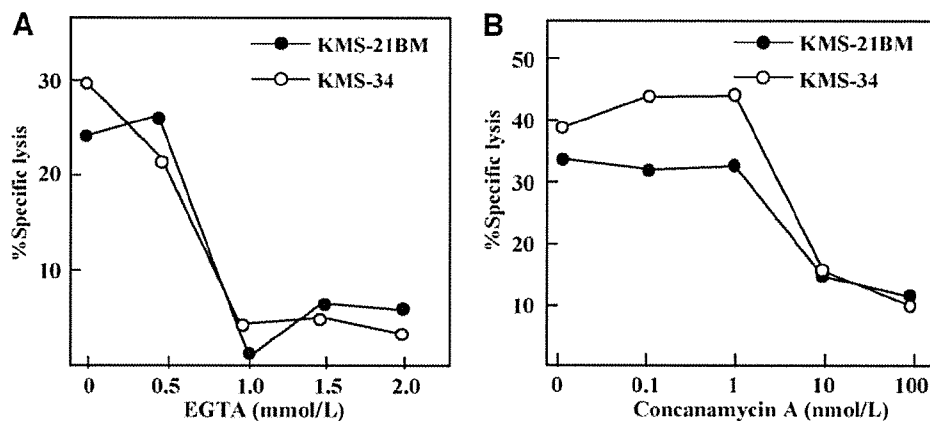 A
KMS-21BM
KMS-34
30
20
10
%Specific lysis
0 0.5 1.0 1.5 2.0
EGTA (mmol/L)
B
KMS-21BM
KMS-34
50
40
30
20
10
%Specific lysis
0 0.1 1 10 100
Concanamycin A (nmol/L)